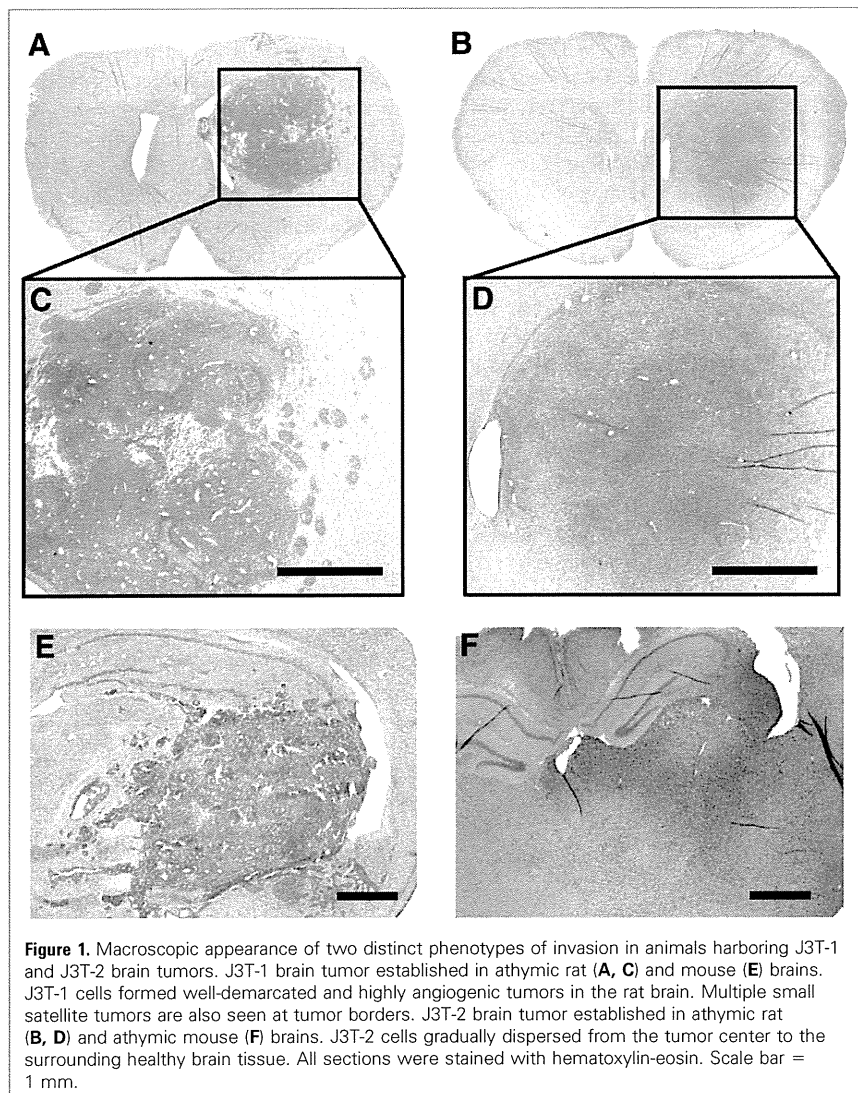 A
B
C
D
E
F
Figure 1. Macroscopic appearance of two distinct phenotypes of invasion in animals harboring J3T-1
and J3T-2 brain tumors. J3T-1 brain tumor established in athymic rat (A, C) and mouse (E) brains.
J3T-1 cells formed well-demarcated and highly angiogenic tumors in the rat brain. Multiple small
satellite tumors are also seen at tumor borders. J3T-2 brain tumor established in athymic rat
(B, D) and athymic mouse (F) brains. J3T-2 cells gradually dispersed from the tumor center to the
surrounding healthy brain tissue. All sections were stained with hematoxylin-eosin. Scale bar =
1 mm.